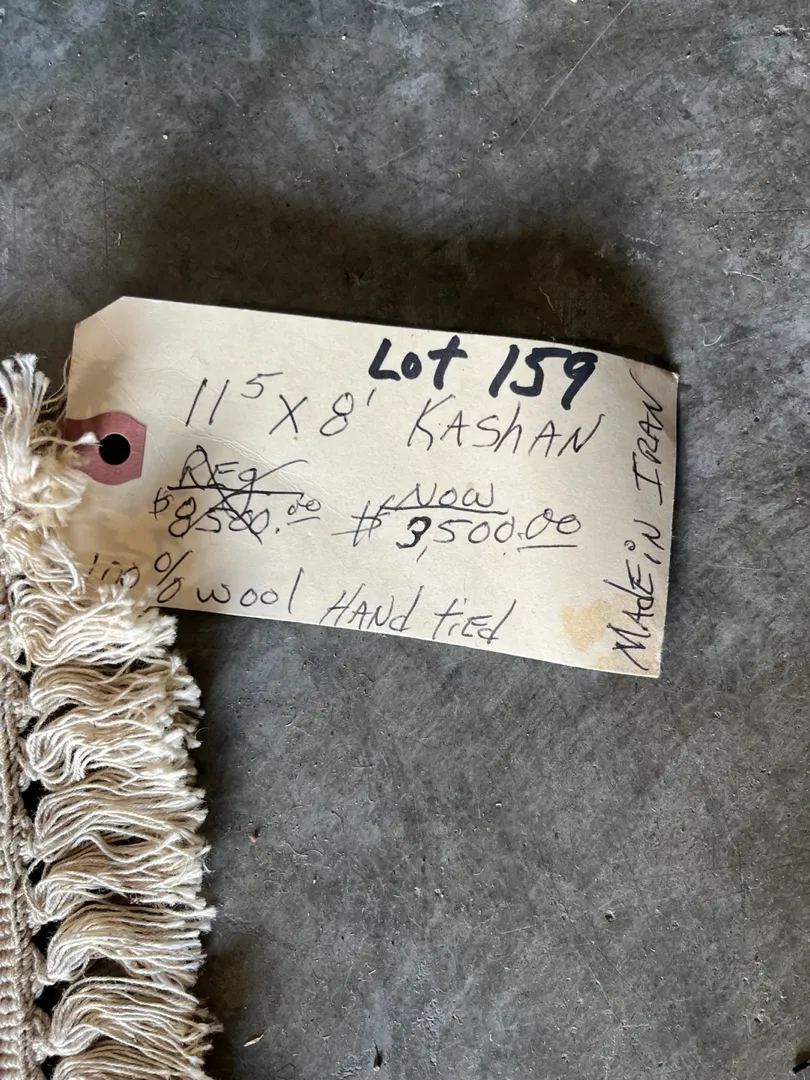 Lot 159
11⁵ X 8' KAShAN
REG NOW
$8500.00 $3,500.00
100% wool HANd tiEd
MAdE iN IRAN